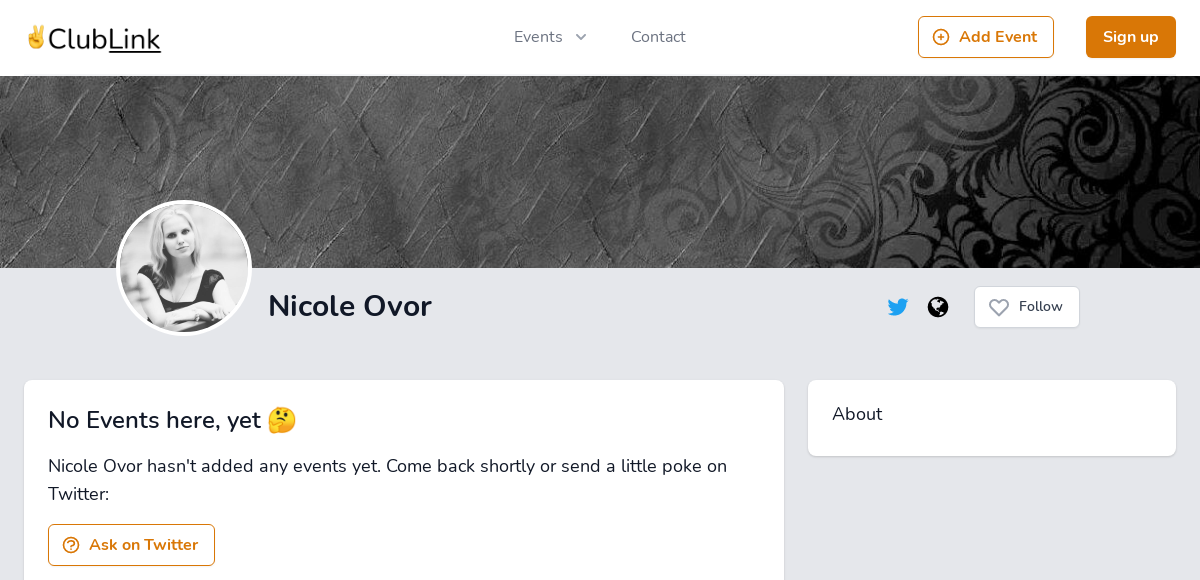 ✌️ClubLink
Events
Contact
Add Event
Sign up
Nicole Ovor
Follow
No Events here, yet 🤔
Nicole Ovor hasn't added any events yet. Come back shortly or send a little poke on
Twitter:
Ask on Twitter
About